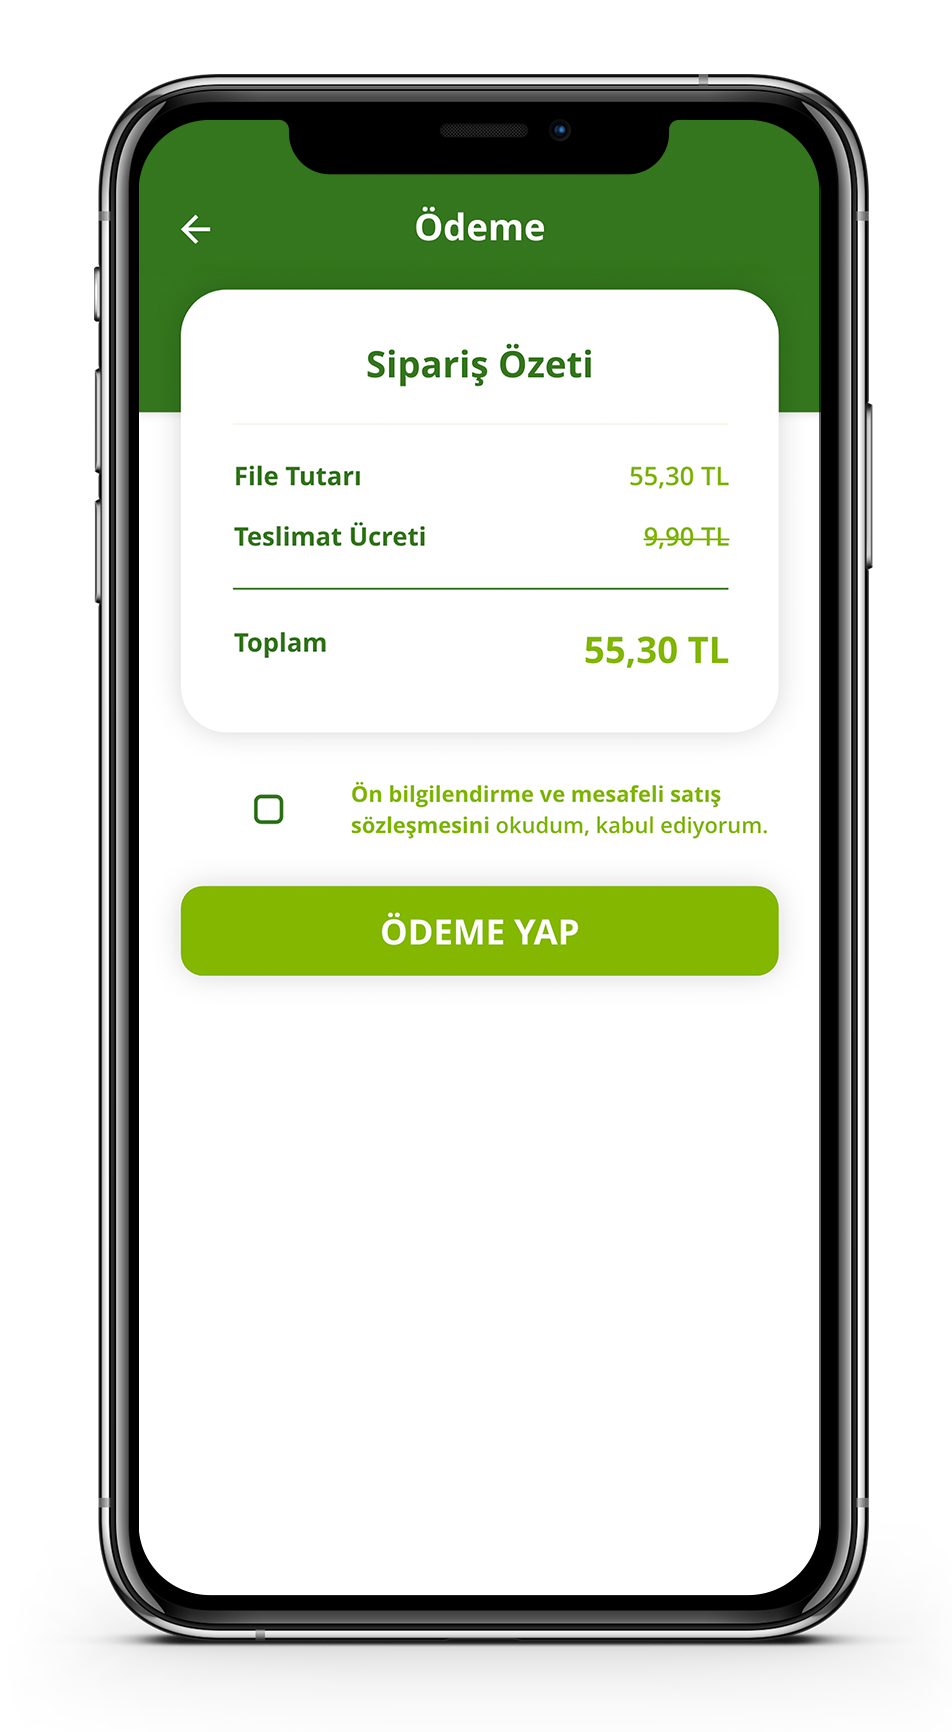 Ödeme
Sipariş Özeti
File Tutarı 55,30 TL
Teslimat Ücreti 9,90 TL
Toplam 55,30 TL
Ön bilgilendirme ve mesafeli satış
sözleşmesini okudum, kabul ediyorum.
ÖDEME YAP